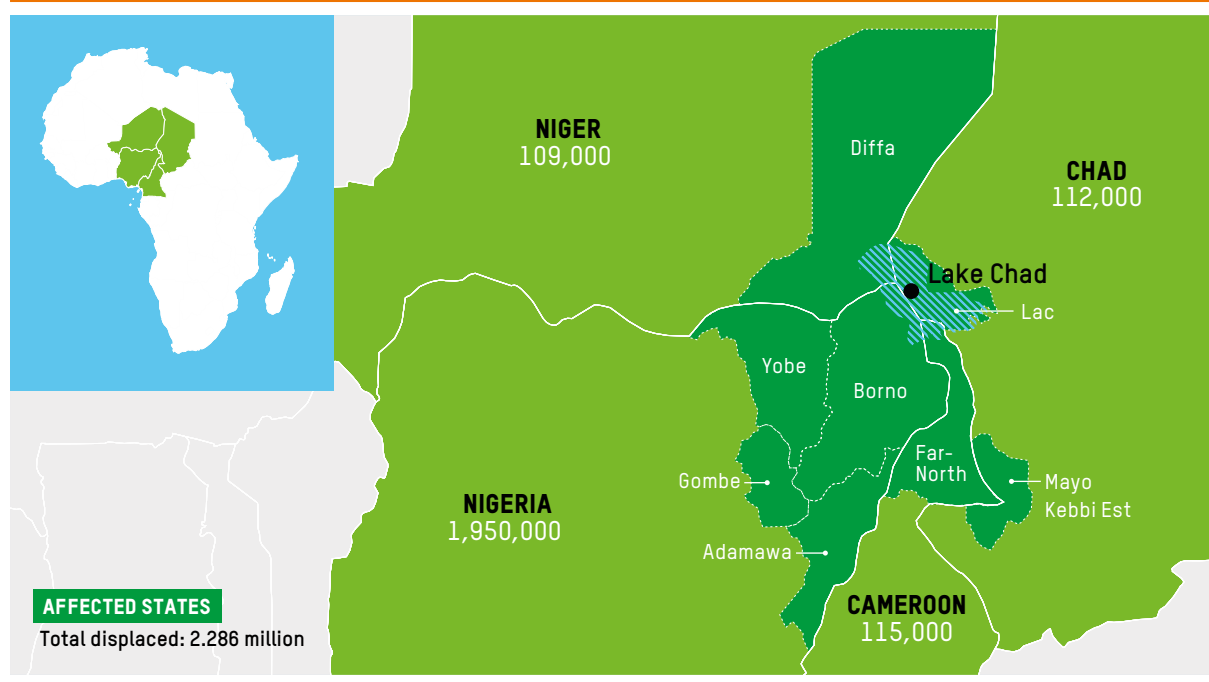 NIGER
109,000
Diffa
CHAD
112,000
Lake Chad
Lac
Yobe
Borno
Far-
North
Gombe
Mayo
Kebbi Est
NIGERIA
1,950,000
Adamawa
CAMEROON
115,000
AFFECTED STATES
Total displaced: 2.286 million